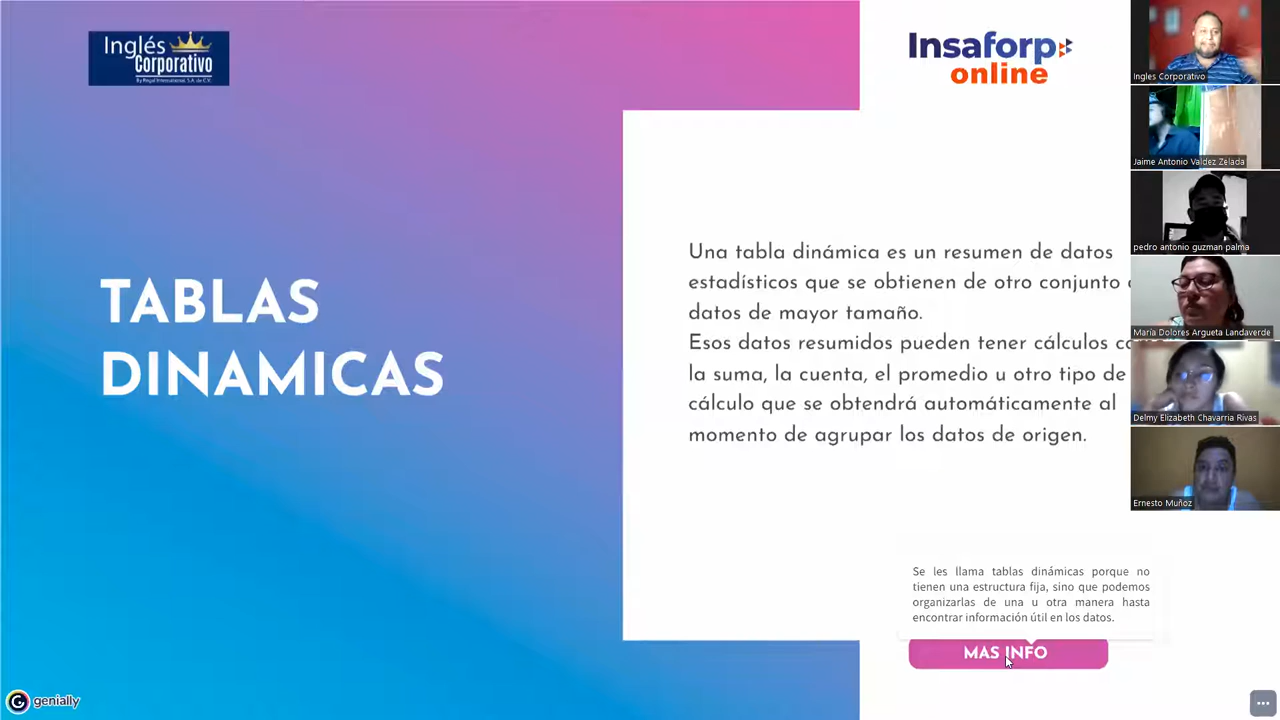 Inglés
Corporativo
By Regal International, S.A. de C.V.
Insaforp
online
TABLAS
DINAMICAS
Una tabla dinámica es un resumen de datos
estadísticos que se obtienen de otro conjunto
datos de mayor tamaño.
Esos datos resumidos pueden tener cálculos
la suma, la cuenta, el promedio u otro tipo de
cálculo que se obtendrá automáticamente al
momento de agrupar los datos de origen.
Se les llama tablas dinámicas porque no
tienen una estructura fija, sino que podemos
organizarlas de una u otra manera hasta
encontrar información útil en los datos.
MAS INFO
genially
Ingles Corporativo
Jaime Antonio Valdez Zelada
pedro antonio guzman palma
María Dolores Argueta Landaverde
Delmy Elizabeth Chavarria Rivas
Ernesto Muñoz